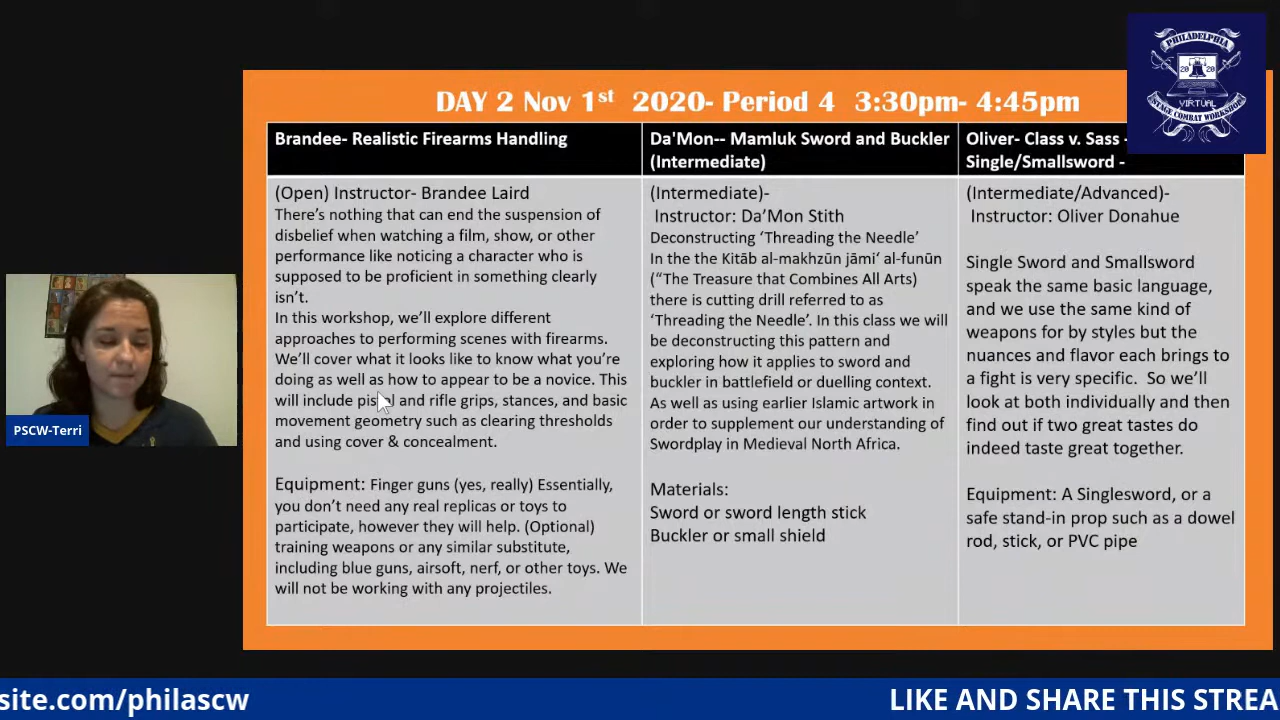 PHILADELPHIA
20 20
VIRTUAL
STAGE COMBAT WORKSHOP
DAY 2 Nov 1st 2020- Period 4 3:30pm- 4:45pm
Brandee- Realistic Firearms Handling
(Open) Instructor- Brandee Laird
There’s nothing that can end the suspension of
disbelief when watching a film, show, or other
performance like noticing a character who is
supposed to be proficient in something clearly
isn’t.
In this workshop, we’ll explore different
approaches to performing scenes with firearms.
We’ll cover what it looks like to know what you’re
doing as well as how to appear to be a novice. This
will include pistol and rifle grips, stances, and basic
movement geometry such as clearing thresholds
and using cover & concealment.
Equipment: Finger guns (yes, really) Essentially,
you don’t need any real replicas or toys to
participate, however they will help. (Optional)
training weapons or any similar substitute,
including blue guns, airsoft, nerf, or other toys. We
will not be working with any projectiles.
Da'Mon-- Mamluk Sword and Buckler
(Intermediate)
(Intermediate)-
Instructor: Da’Mon Stith
Deconstructing ‘Threading the Needle’
In the the Kitāb al-makhzūn jāmi‘ al-funūn
(“The Treasure that Combines All Arts)
there is cutting drill referred to as
‘Threading the Needle’. In this class we will
be deconstructing this pattern and
exploring how it applies to sword and
buckler in battlefield or duelling context.
As well as using earlier Islamic artwork in
order to supplement our understanding of
Swordplay in Medieval North Africa.
Materials:
Sword or sword length stick
Buckler or small shield
Oliver- Class v. Sass -
Single/Smallsword -
(Intermediate/Advanced)-
Instructor: Oliver Donahue
Single Sword and Smallsword
speak the same basic language,
and we use the same kind of
weapons for by styles but the
nuances and flavor each brings to
a fight is very specific. So we’ll
look at both individually and then
find out if two great tastes do
indeed taste great together.
Equipment: A Singlesword, or a
safe stand-in prop such as a dowel
rod, stick, or PVC pipe
PSCW-Terri
site.com/philascw
LIKE AND SHARE THIS STREA